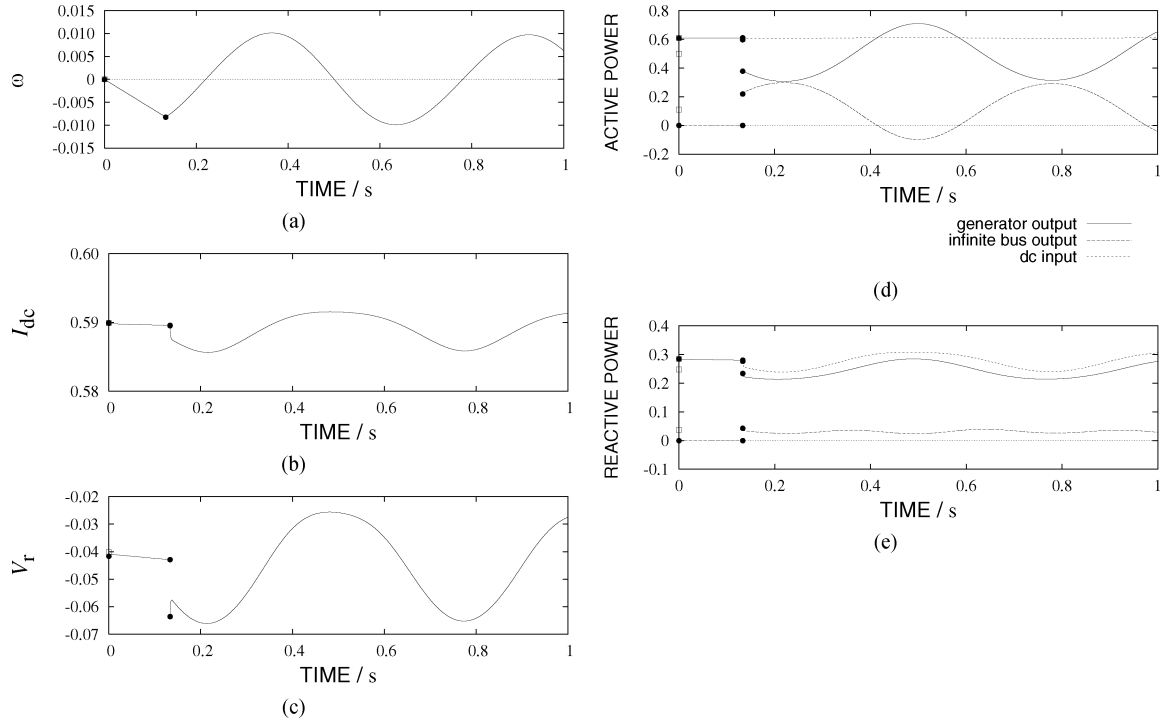 0.015
0.010
0.005
0
-0.005
-0.010
-0.015
ω
0 0.2 0.4 0.6 0.8 1
TIME / s
(a)
0.60
0.59
0.58
Idc
0 0.2 0.4 0.6 0.8 1
TIME / s
(b)
-0.02
-0.03
-0.04
-0.05
-0.06
-0.07
Vr
0 0.2 0.4 0.6 0.8 1
TIME / s
(c)
0.8
0.6
0.4
0.2
0
-0.2
ACTIVE POWER
0 0.2 0.4 0.6 0.8 1
TIME / s
generator output
infinite bus output
dc input
(d)
0.4
0.3
0.2
0.1
0
-0.1
REACTIVE POWER
0 0.2 0.4 0.6 0.8 1
TIME / s
(e)